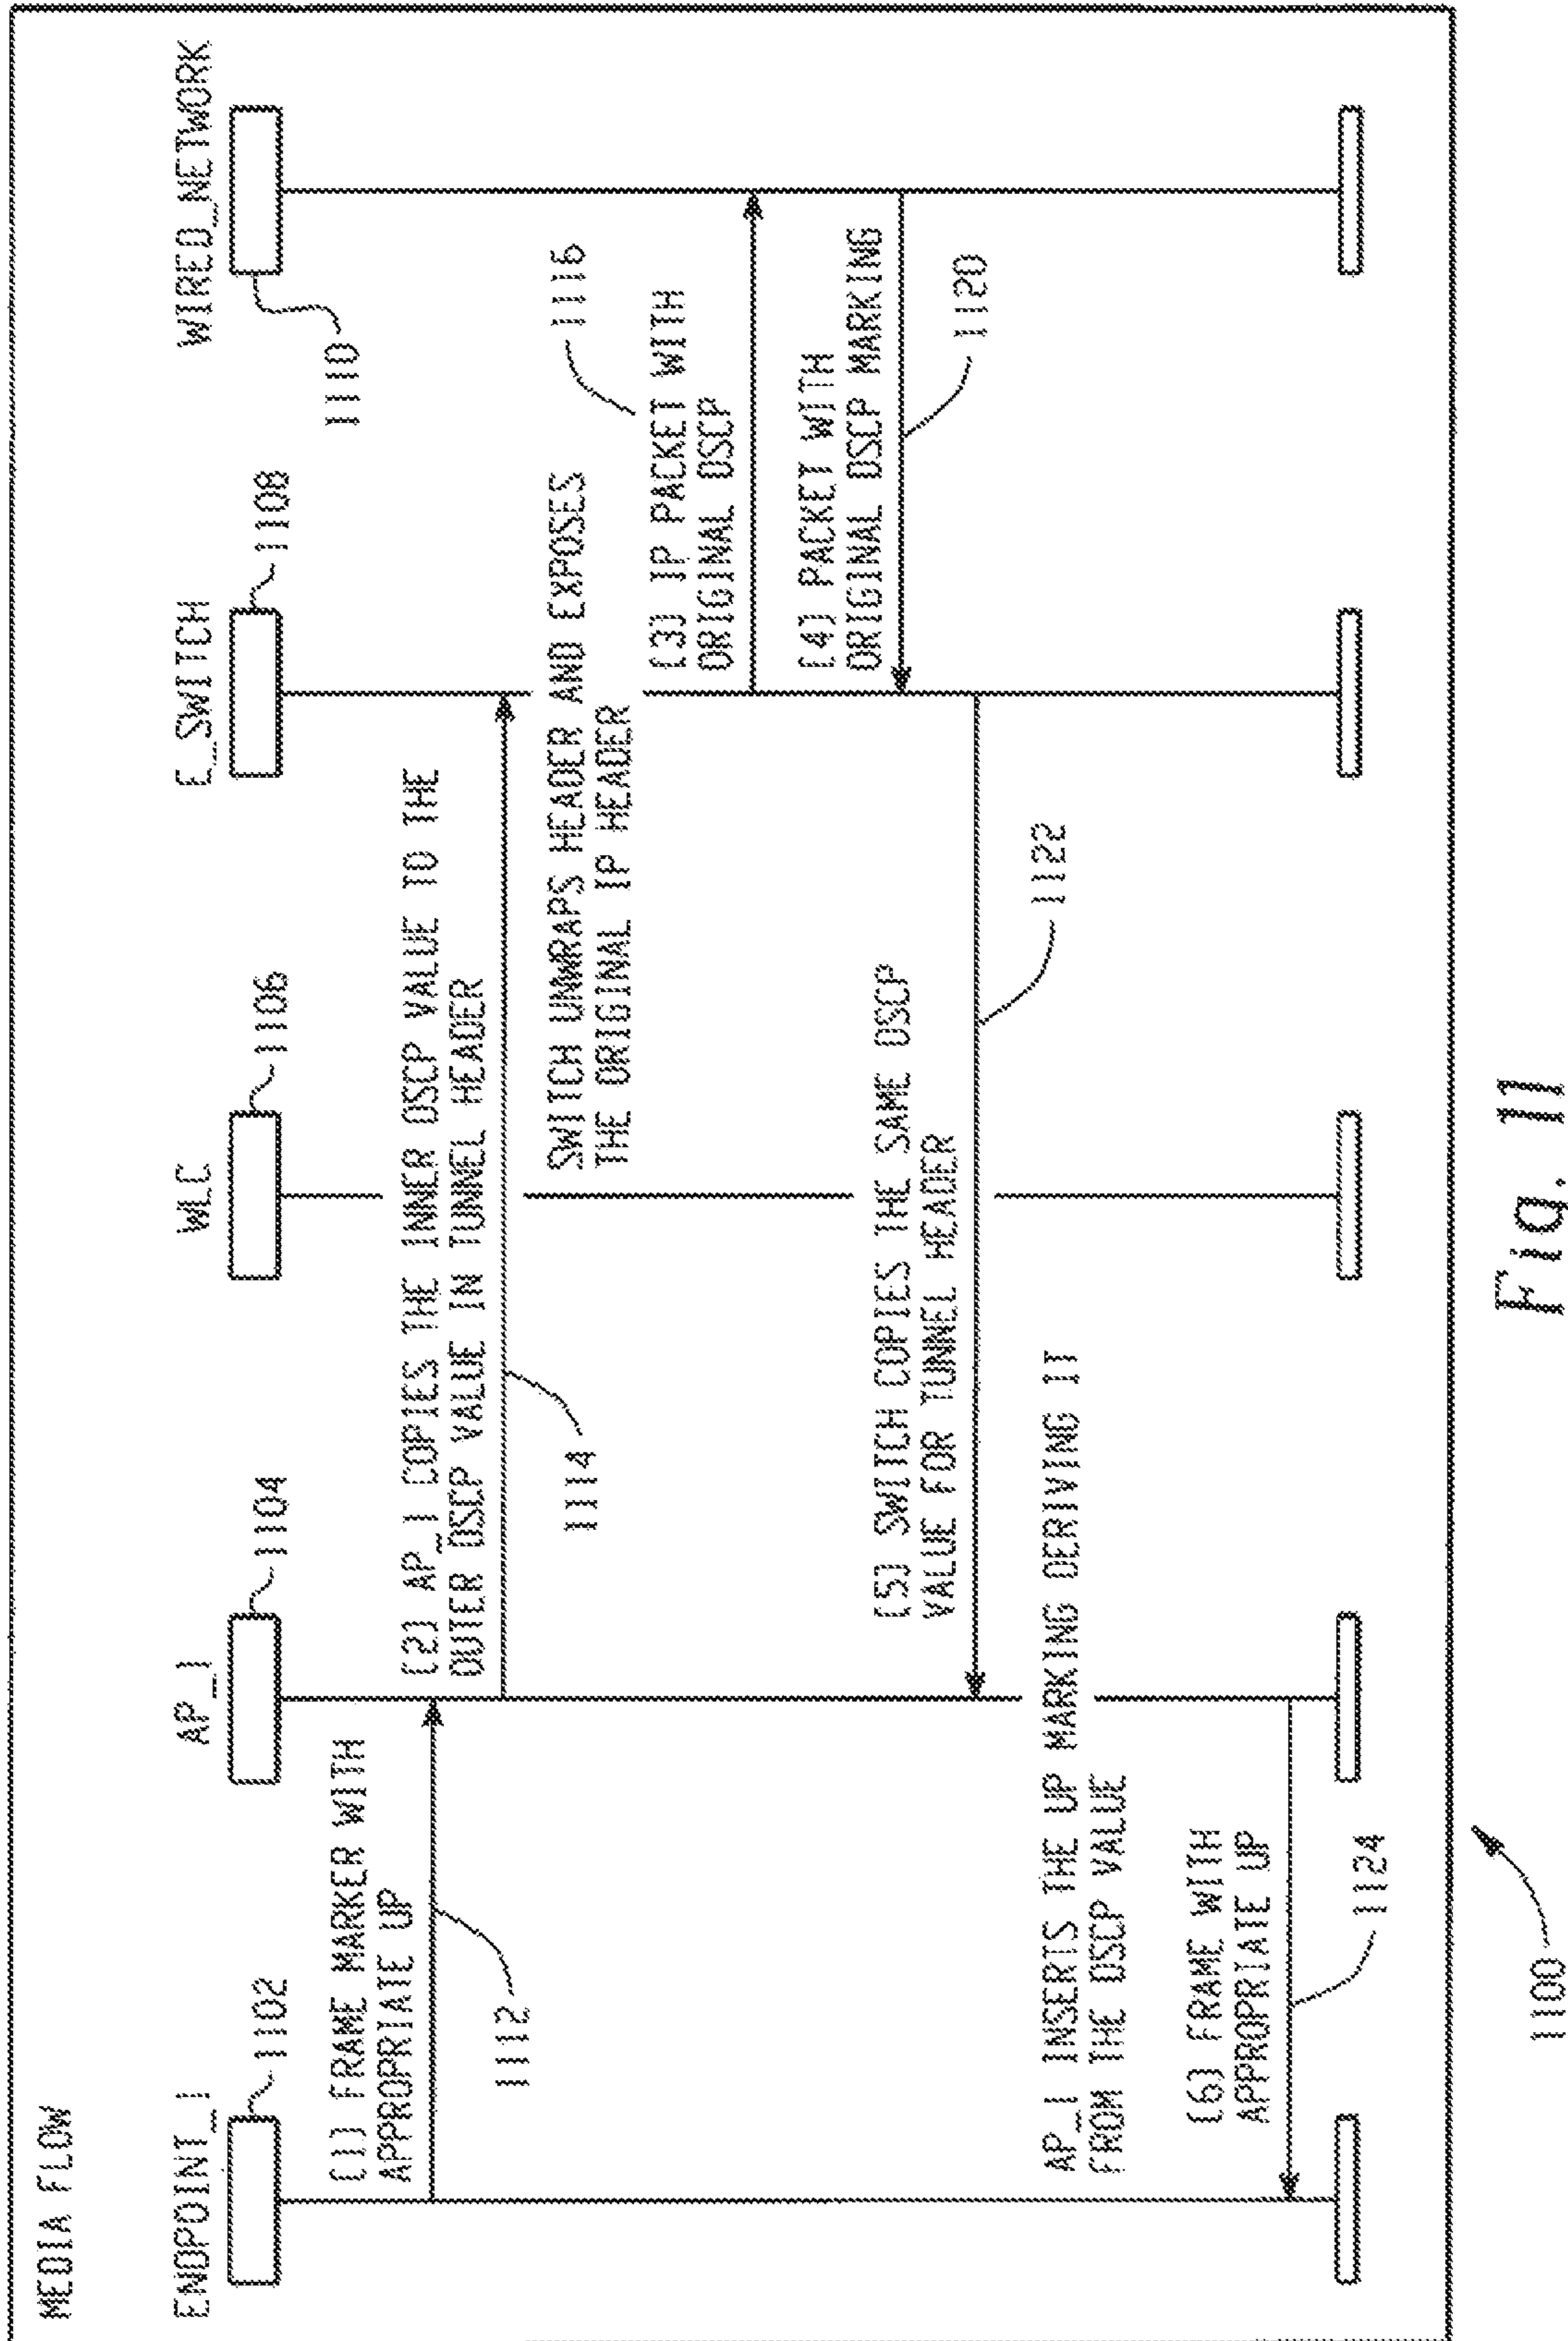 MEDIA FLOW
ENDPOINT_1
1102
AP_1
1104
WLC
1106
E_SWITCH
1108
WIRED_NETWORK
1110
(1) FRAME MARKER WITH
APPROPRIATE UP
1112
(2) AP_1 COPIES THE INNER DSCP VALUE TO THE
OUTER DSCP VALUE IN TUNNEL HEADER
1114
SWITCH UNWRAPS HEADER AND EXPOSES
THE ORIGINAL IP HEADER
1116
(3) IP PACKET WITH
ORIGINAL DSCP
(4) PACKET WITH
ORIGINAL DSCP MARKING
1120
(5) SWITCH COPIES THE SAME DSCP
VALUE FOR TUNNEL HEADER
1122
AP_1 INSERTS THE UP MARKING DERIVING IT
FROM THE DSCP VALUE
(6) FRAME WITH
APPROPRIATE UP
1124
1100
Fig. 11